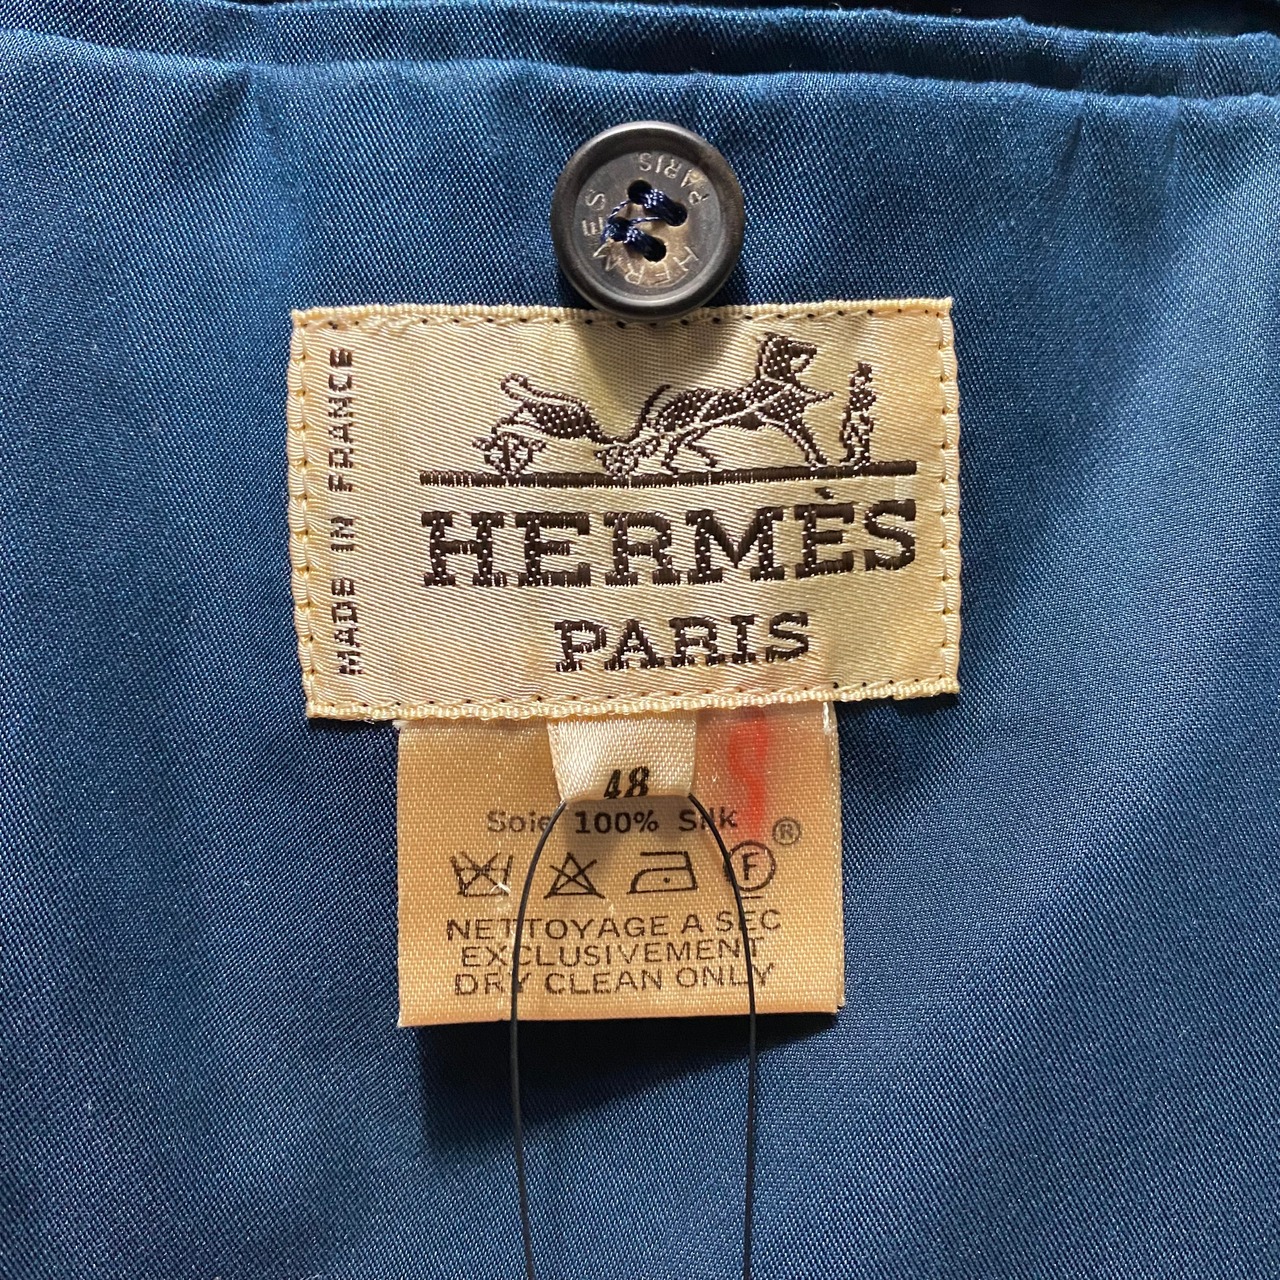 HERMES PARIS
MADE IN FRANCE
HERMÈS
PARIS
48
Soie 100% Silk
®
F
NETTOYAGE A SEC
EXCLUSIVEMENT
DRY CLEAN ONLY